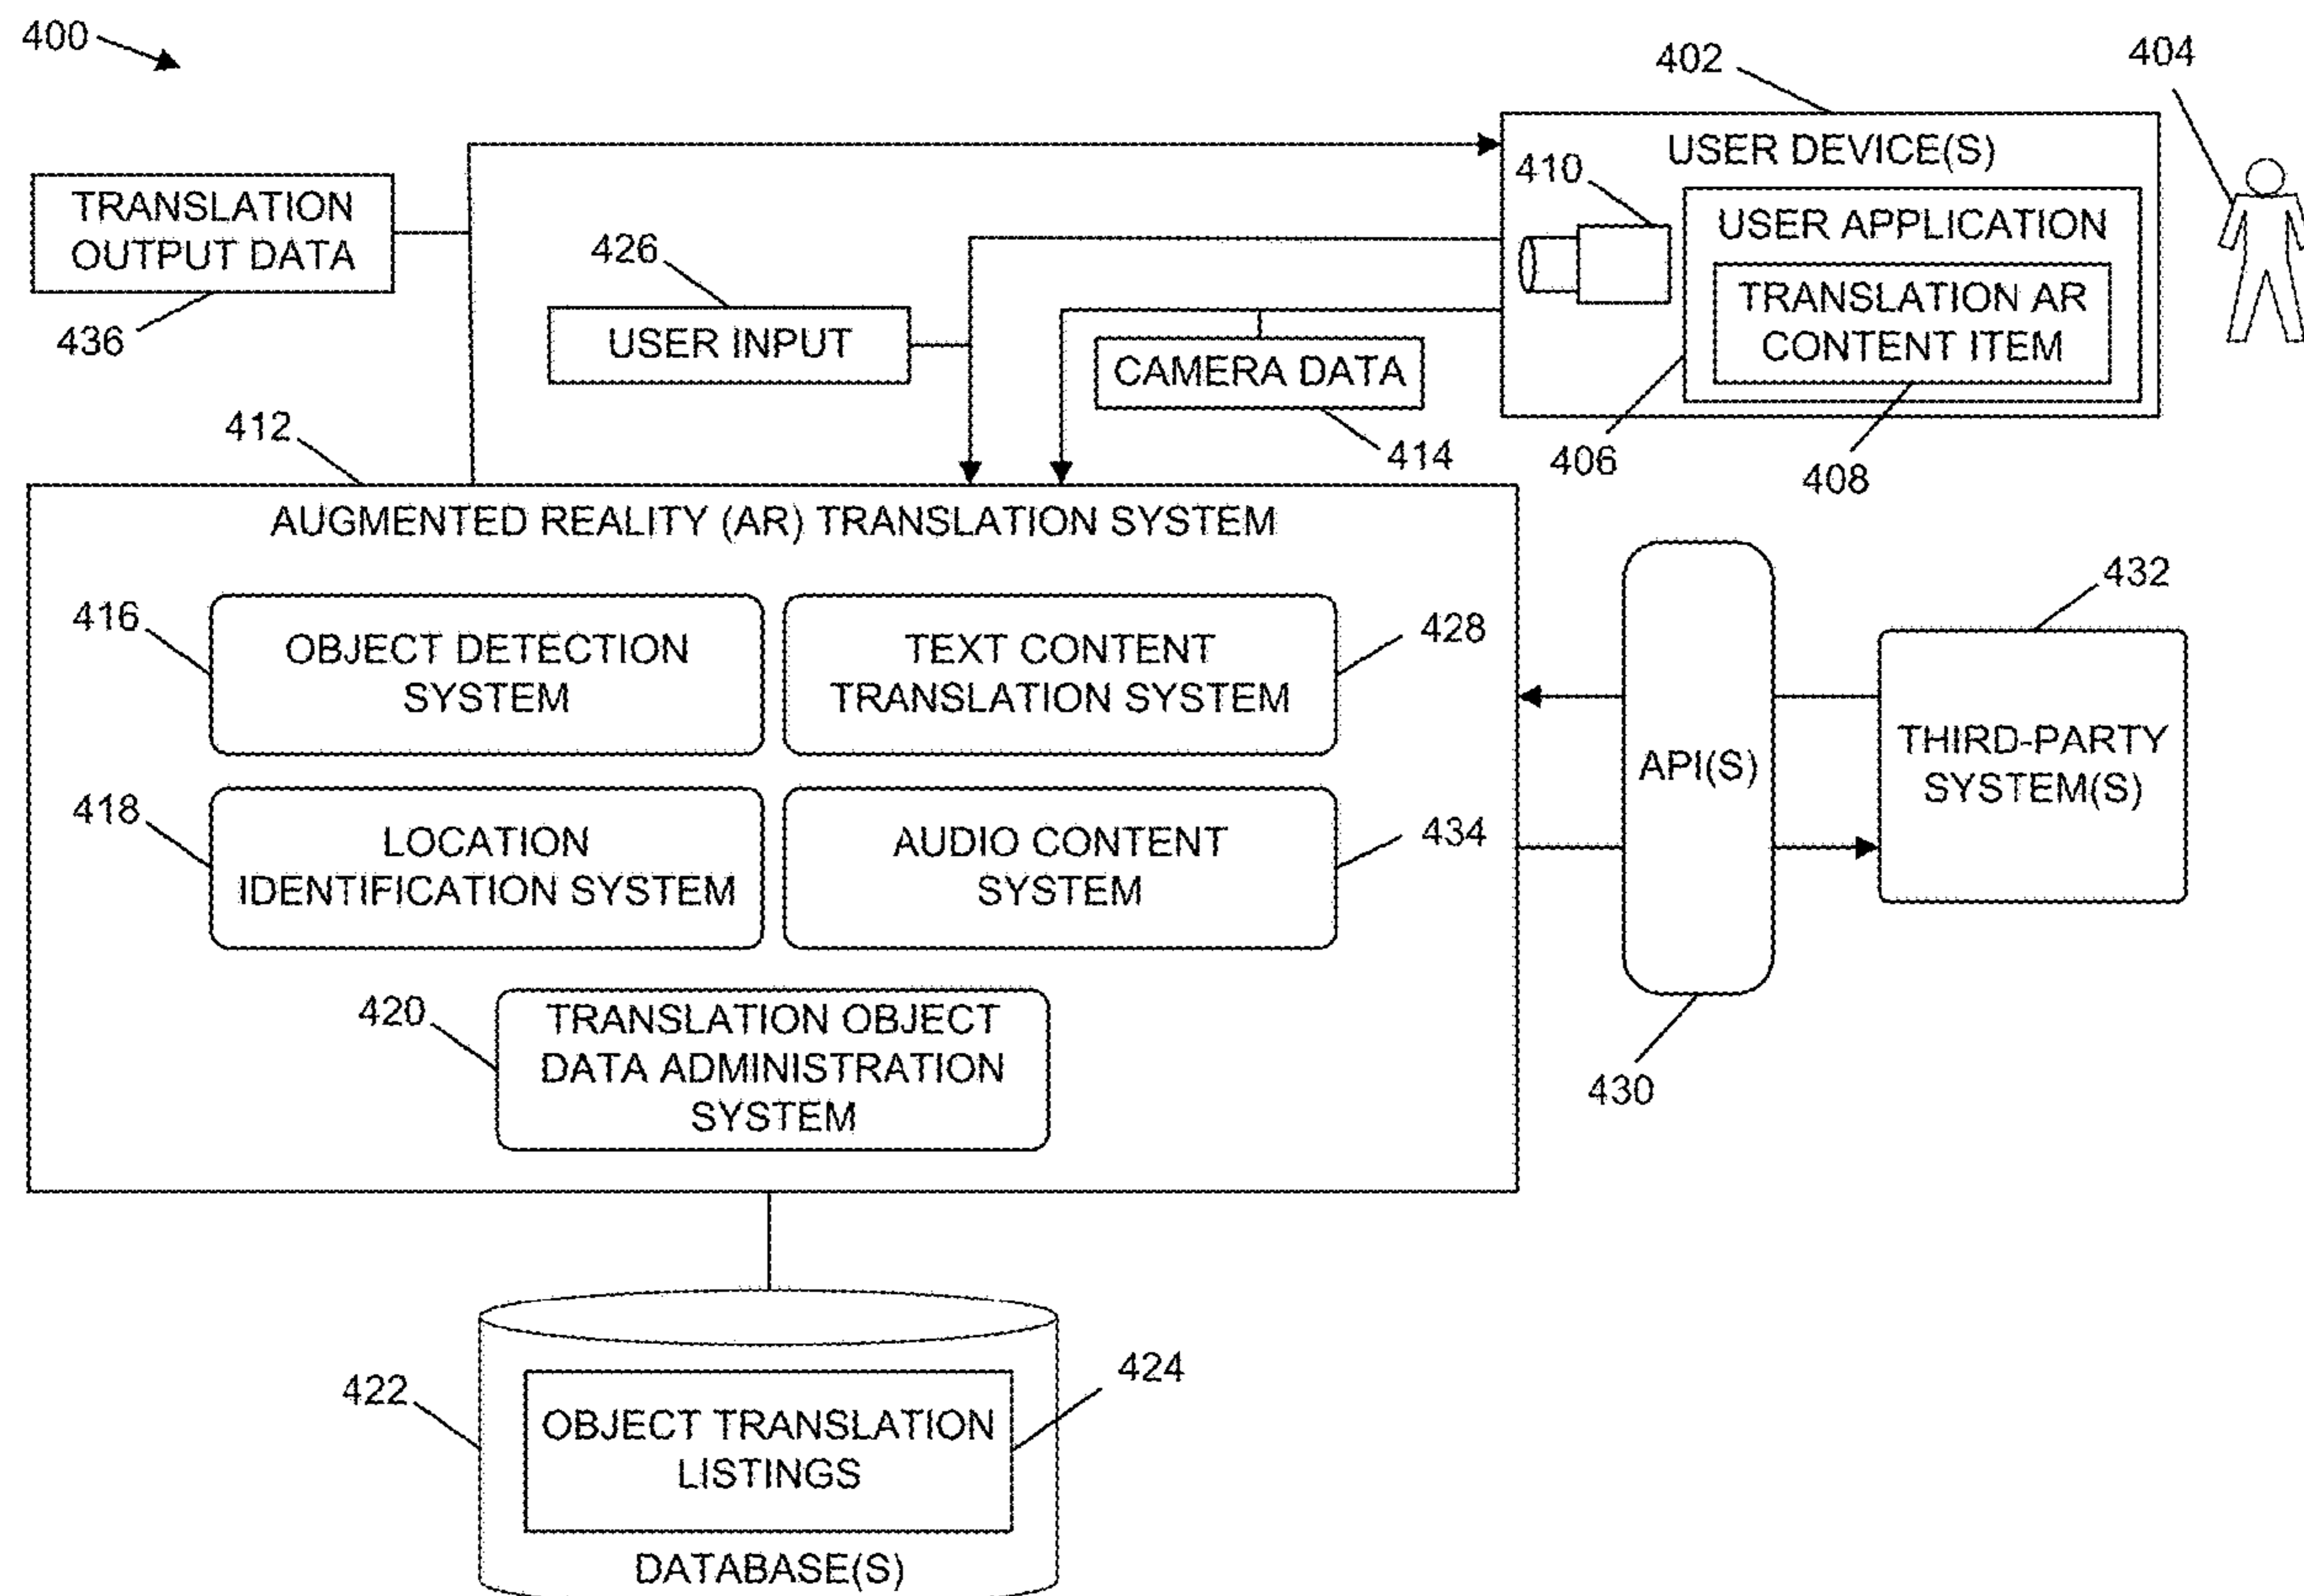 400
402
404
USER DEVICE(S)
410
TRANSLATION
OUTPUT DATA
USER APPLICATION
426
TRANSLATION AR
CONTENT ITEM
436
USER INPUT
CAMERA DATA
412
414
406
408
AUGMENTED REALITY (AR) TRANSLATION SYSTEM
432
416
OBJECT DETECTION
SYSTEM
TEXT CONTENT
TRANSLATION SYSTEM
428
THIRD-PARTY
SYSTEM(S)
API(S)
418
LOCATION
IDENTIFICATION SYSTEM
AUDIO CONTENT
SYSTEM
434
420
TRANSLATION OBJECT
DATA ADMINISTRATION
SYSTEM
430
422
424
OBJECT TRANSLATION
LISTINGS
DATABASE(S)